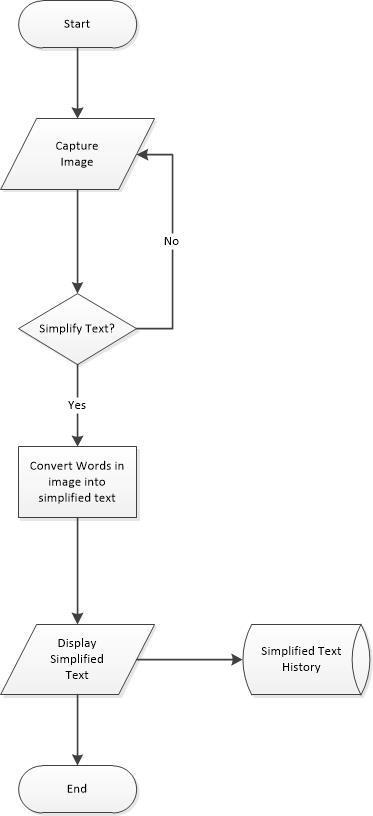 Start
Capture
Image
No
Simplify Text?
Yes
Convert Words in
image into
simplified text
Display
Simplified
Text
Simplified Text
History
End